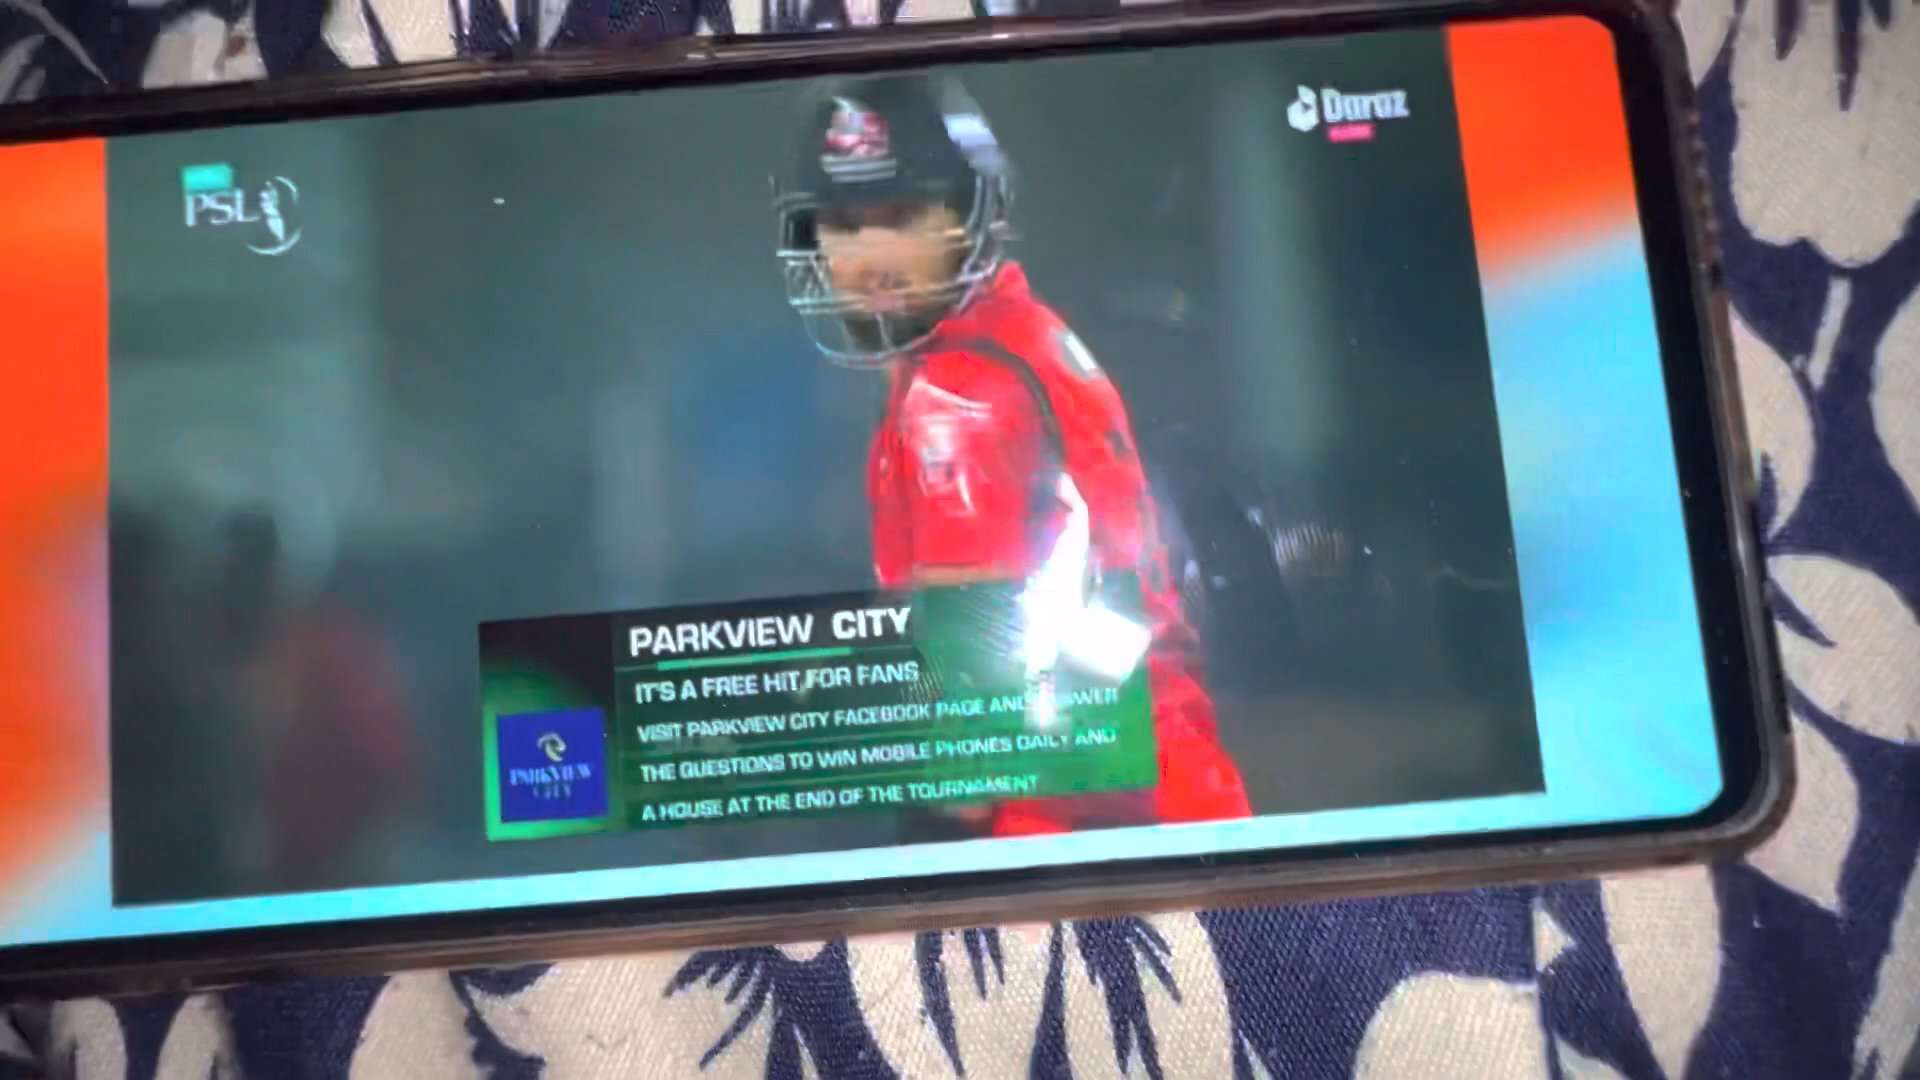 PSL
Daraz
PARKVIEW CITY
IT'S A FREE HIT FOR FANS
VISIT PARKVIEW CITY FACEBOOK PAGE AND
THE QUESTIONS TO WIN MOBILE PHONES DAILY AND
A HOUSE AT THE END OF THE TOURNAMENT
PARKVIEW
CITY